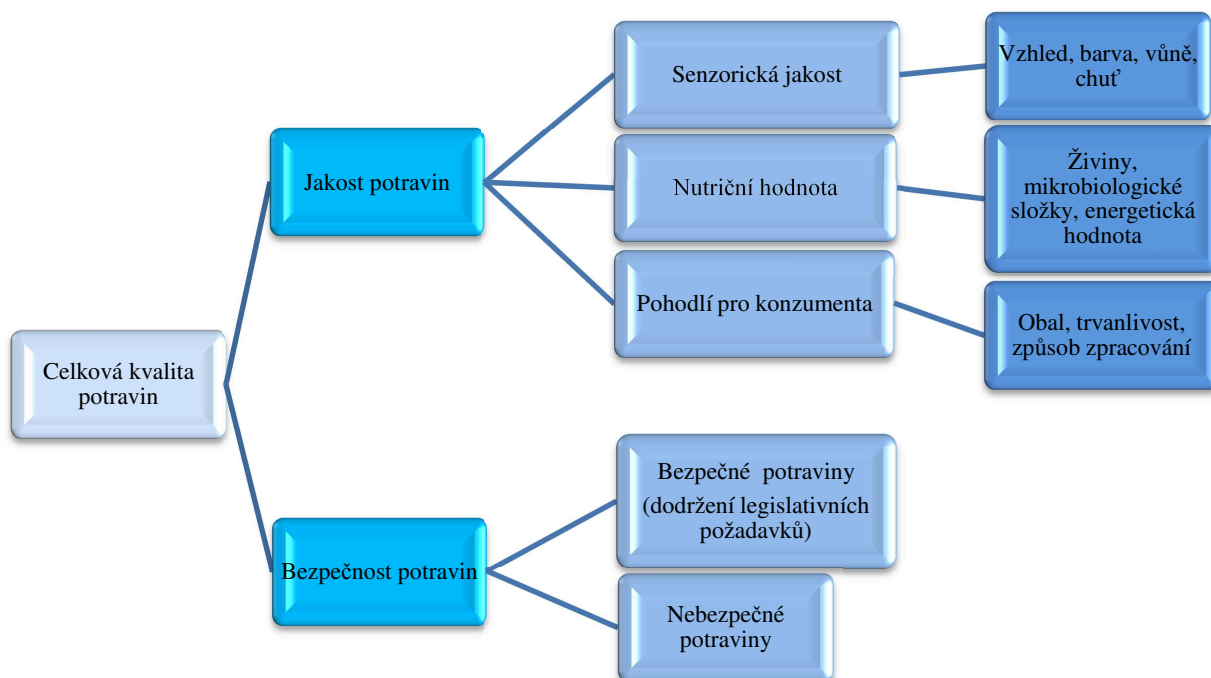 Celková kvalita
potravin
Jakost potravin
Senzorická jakost
Vzhled, barva, vůně,
chuť
Nutriční hodnota
Živiny,
mikrobiologické
složky, energetická
hodnota
Pohodlí pro konzumenta
Obal, trvanlivost,
způsob zpracování
Bezpečnost potravin
Bezpečné potraviny
(dodržení legislativních
požadavků)
Nebezpečné
potraviny